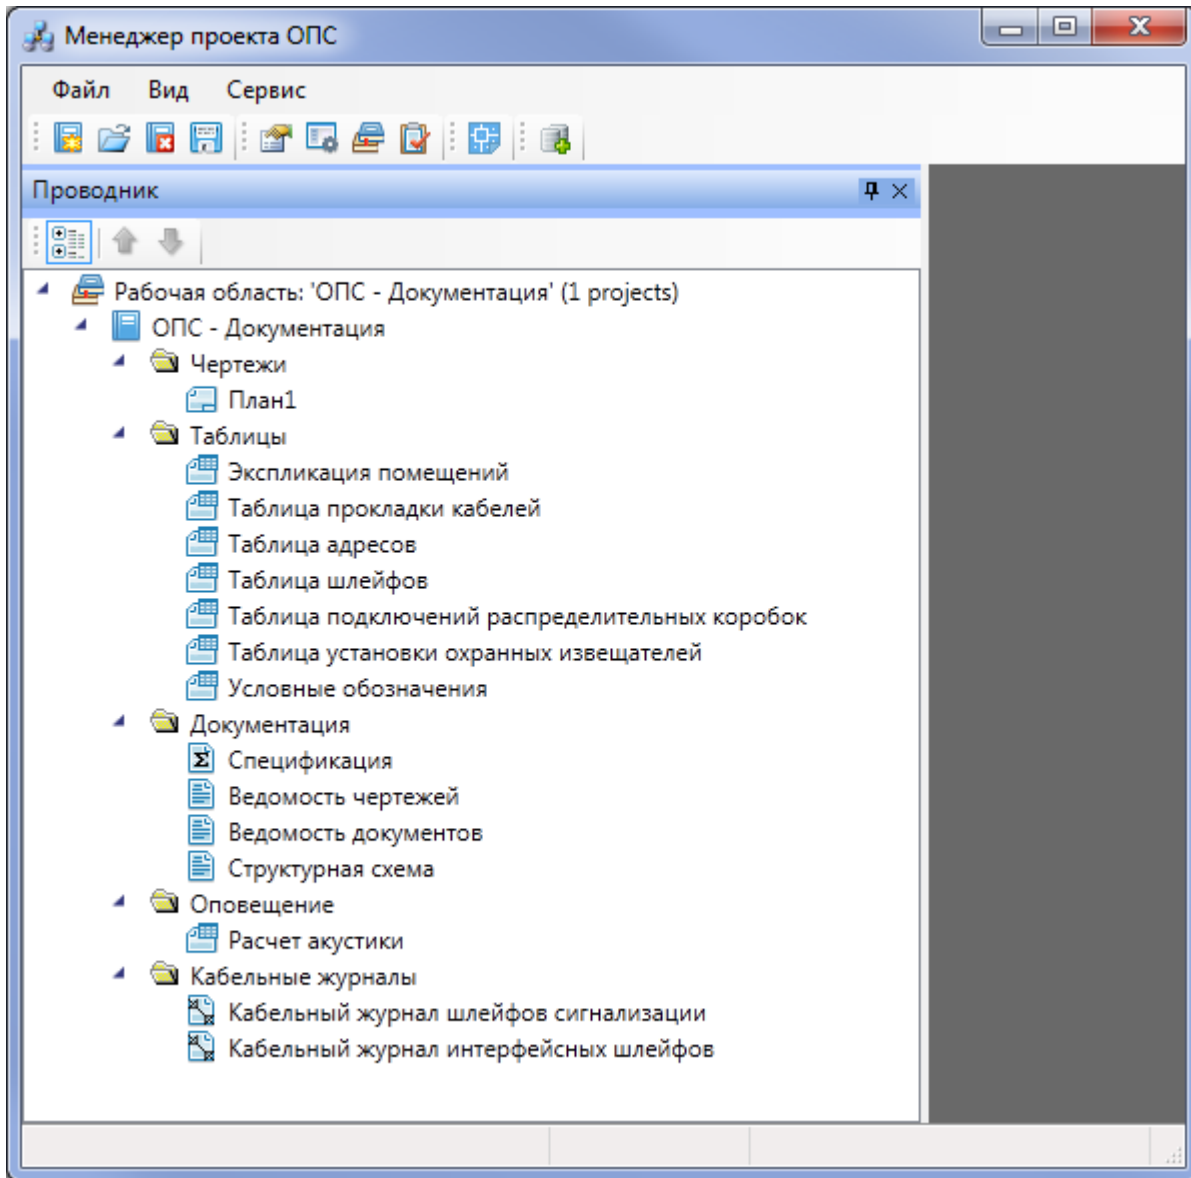 Менеджер проекта ОПС
Файл Вид Сервис
Проводник
Рабочая область: 'ОПС - Документация' (1 projects)
ОПС - Документация
Чертежи
План1
Таблицы
Экспликация помещений
Таблица прокладки кабелей
Таблица адресов
Таблица шлейфов
Таблица подключений распределительных коробок
Таблица установки охранных извещателей
Условные обозначения
Документация
Спецификация
Ведомость чертежей
Ведомость документов
Структурная схема
Оповещение
Расчет акустики
Кабельные журналы
Кабельный журнал шлейфов сигнализации
Кабельный журнал интерфейсных шлейфов